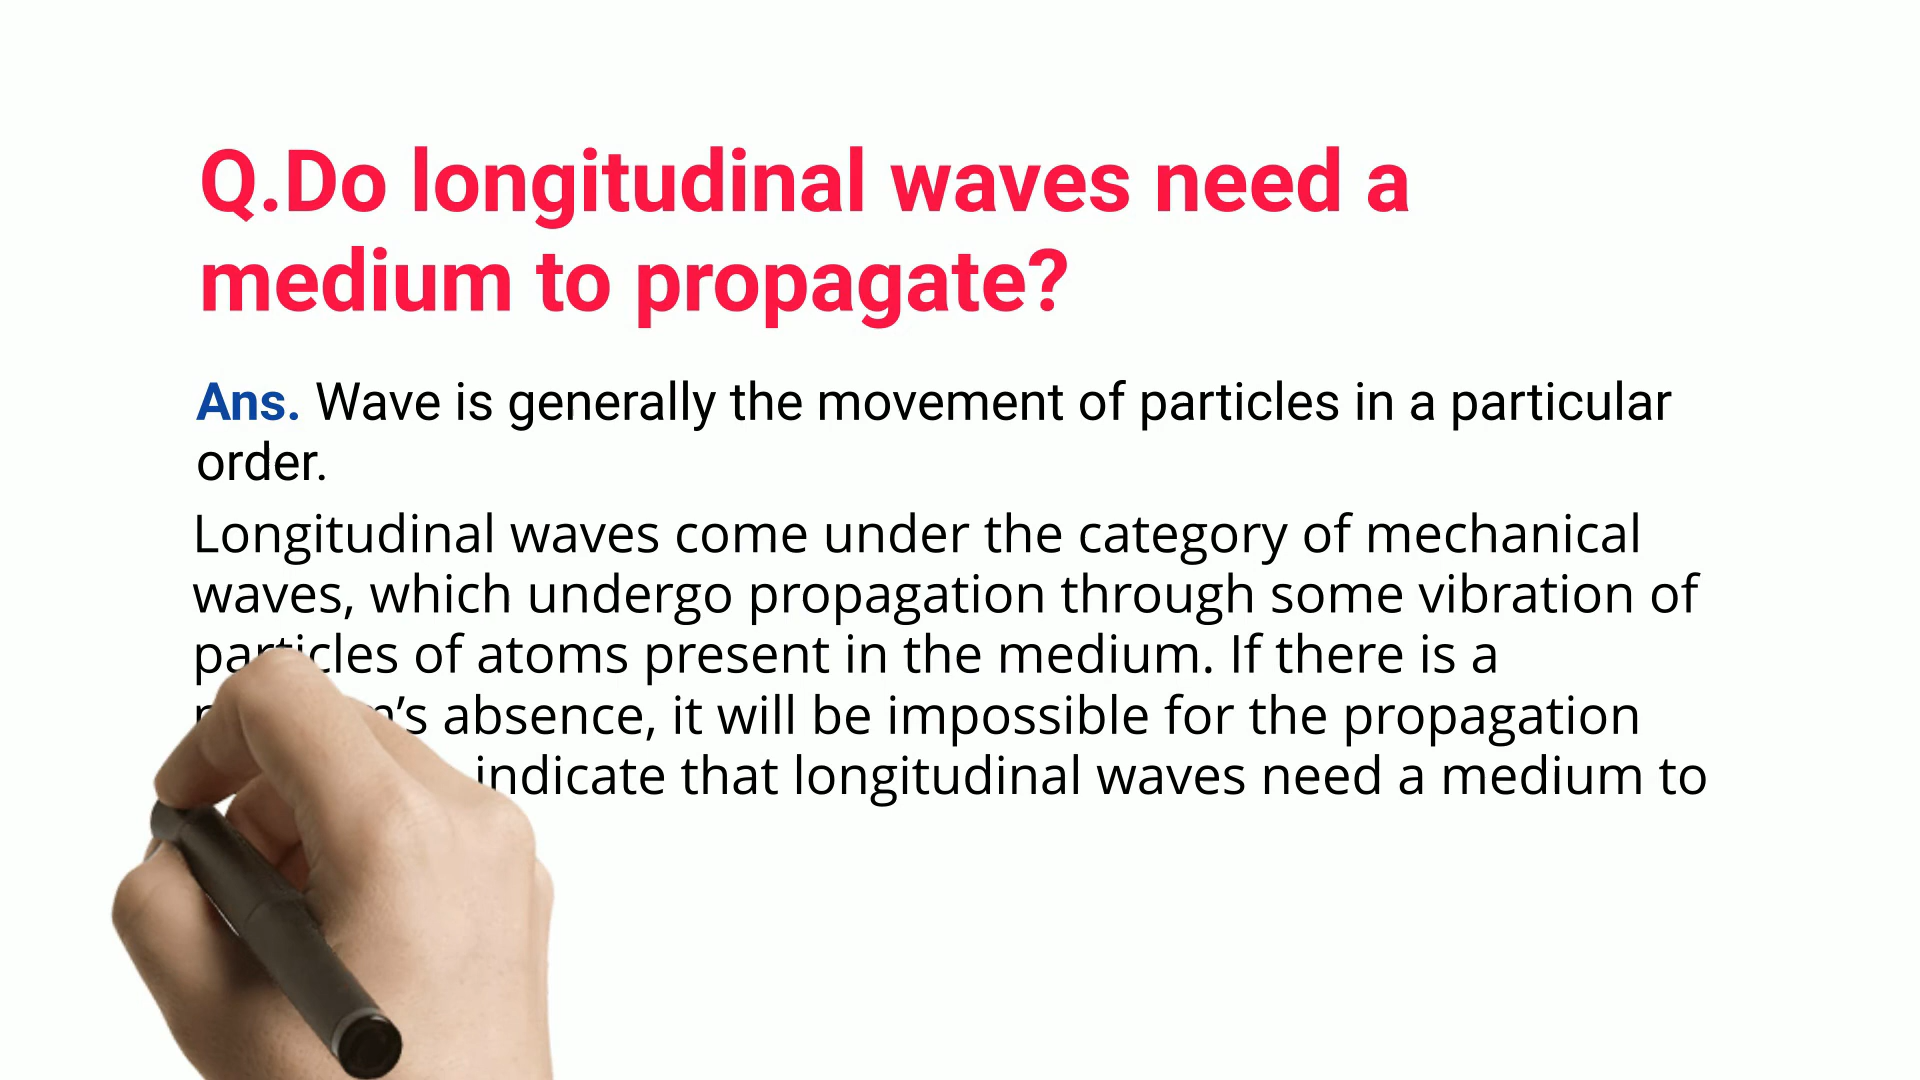 Q.Do longitudinal waves need a
medium to propagate?
Ans. Wave is generally the movement of particles in a particular
order.
Longitudinal waves come under the category of mechanical
waves, which undergo propagation through some vibration of
particles of atoms present in the medium. If there is a
absence, it will be impossible for the propagation
indicate that longitudinal waves need a medium to